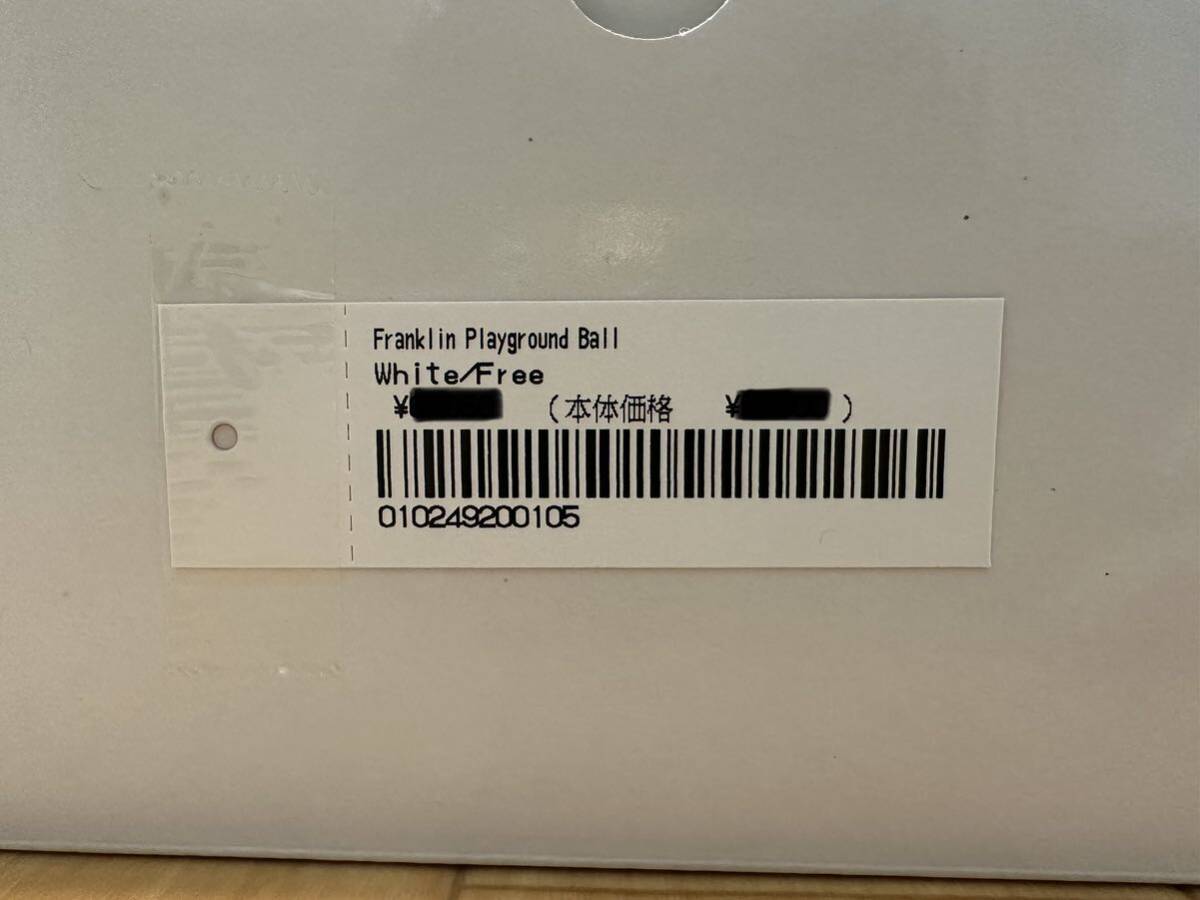 Franklin Playground Ball
White/Free
¥ (本体価格 ¥ )
010249200105